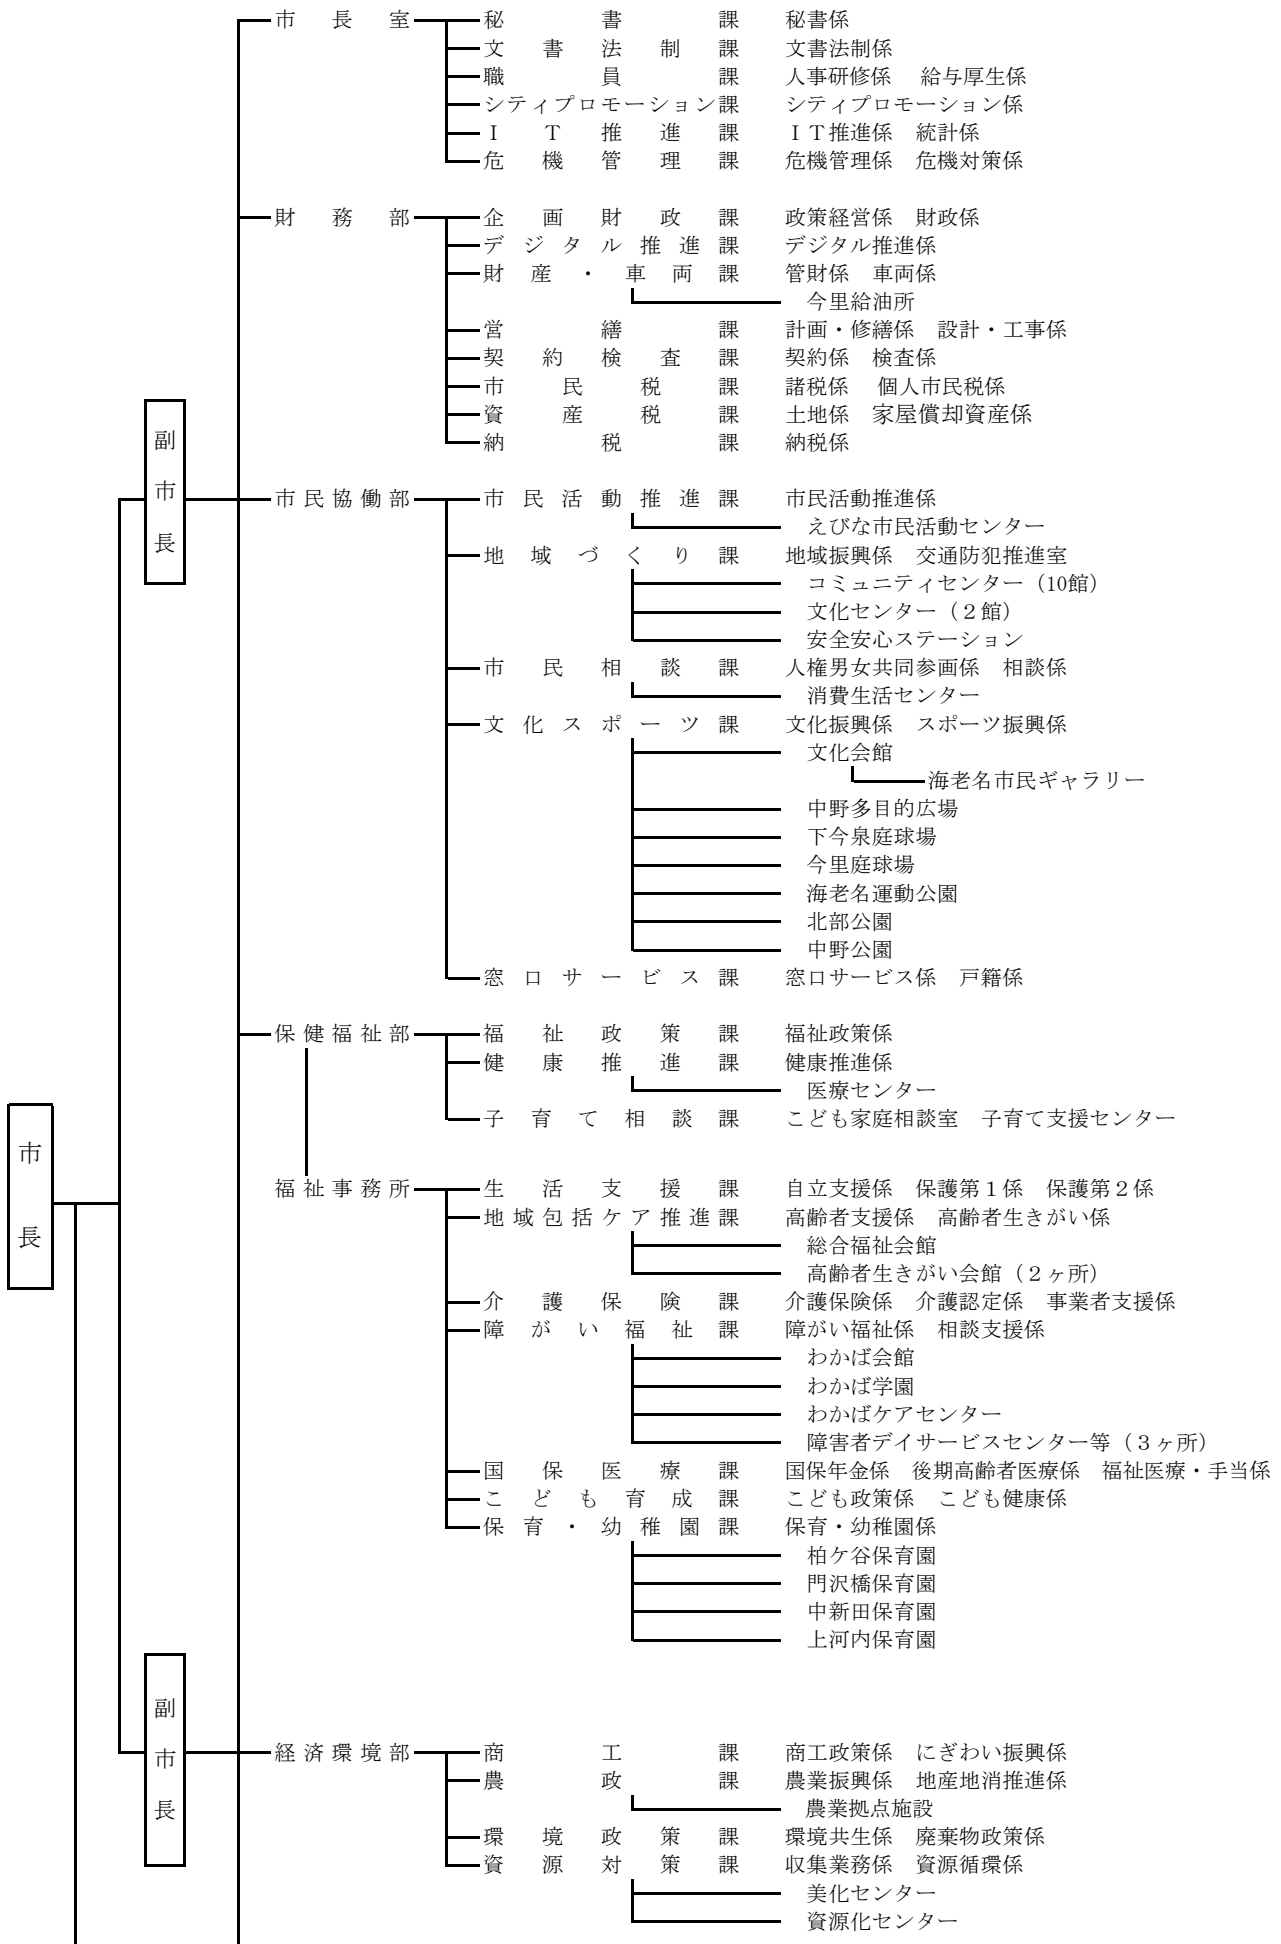 市長室 秘書課 秘書係
文書法制課 文書法制係
職員課 人事研修係 給与厚生係
シティプロモーション課 シティプロモーション係
ＩＴ推進課 ＩＴ推進係 統計係
危機管理課 危機管理係 危機対策係
財務部 企画財政課 政策経営係 財政係
デジタル推進課 デジタル推進係
財産・車両課 管財係 車両係
今里給油所
営繕課 計画・修繕係 設計・工事係
契約検査課 契約係 検査係
市民税課 諸税係 個人市民税係
資産税課 土地係 家屋償却資産係
納税課 納税係
副市長
市民協働部 市民活動推進課 市民活動推進係
えびな市民活動センター
地域づくり課 地域振興係 交通防犯推進室
コミュニティセンター（10館）
文化センター（２館）
安全安心ステーション
市民相談課 人権男女共同参画係 相談係
消費生活センター
文化スポーツ課 文化振興係 スポーツ振興係
文化会館
海老名市民ギャラリー
中野多目的広場
下今泉庭球場
今里庭球場
海老名運動公園
北部公園
中野公園
窓口サービス課 窓口サービス係 戸籍係
保健福祉部 福祉政策課 福祉政策係
健康推進課 健康推進係
医療センター
子育て相談課 こども家庭相談室 子育て支援センター
市長
福祉事務所 生活支援課 自立支援係 保護第１係 保護第２係
地域包括ケア推進課 高齢者支援係 高齢者生きがい係
総合福祉会館
高齢者生きがい会館（２ヶ所）
介護保険課 介護保険係 介護認定係 事業者支援係
障がい福祉課 障がい福祉係 相談支援係
わかば会館
わかば学園
わかばケアセンター
障害者デイサービスセンター等（３ヶ所）
国保医療課 国保年金係 後期高齢者医療係 福祉医療・手当係
こども育成課 こども政策係 こども健康係
保育・幼稚園課 保育・幼稚園係
柏ケ谷保育園
門沢橋保育園
中新田保育園
上河内保育園
副市長
経済環境部 商工課 商工政策係 にぎわい振興係
農政課 農業振興係 地産地消推進係
農業拠点施設
環境政策課 環境共生係 廃棄物政策係
資源対策課 収集業務係 資源循環係
美化センター
資源化センター